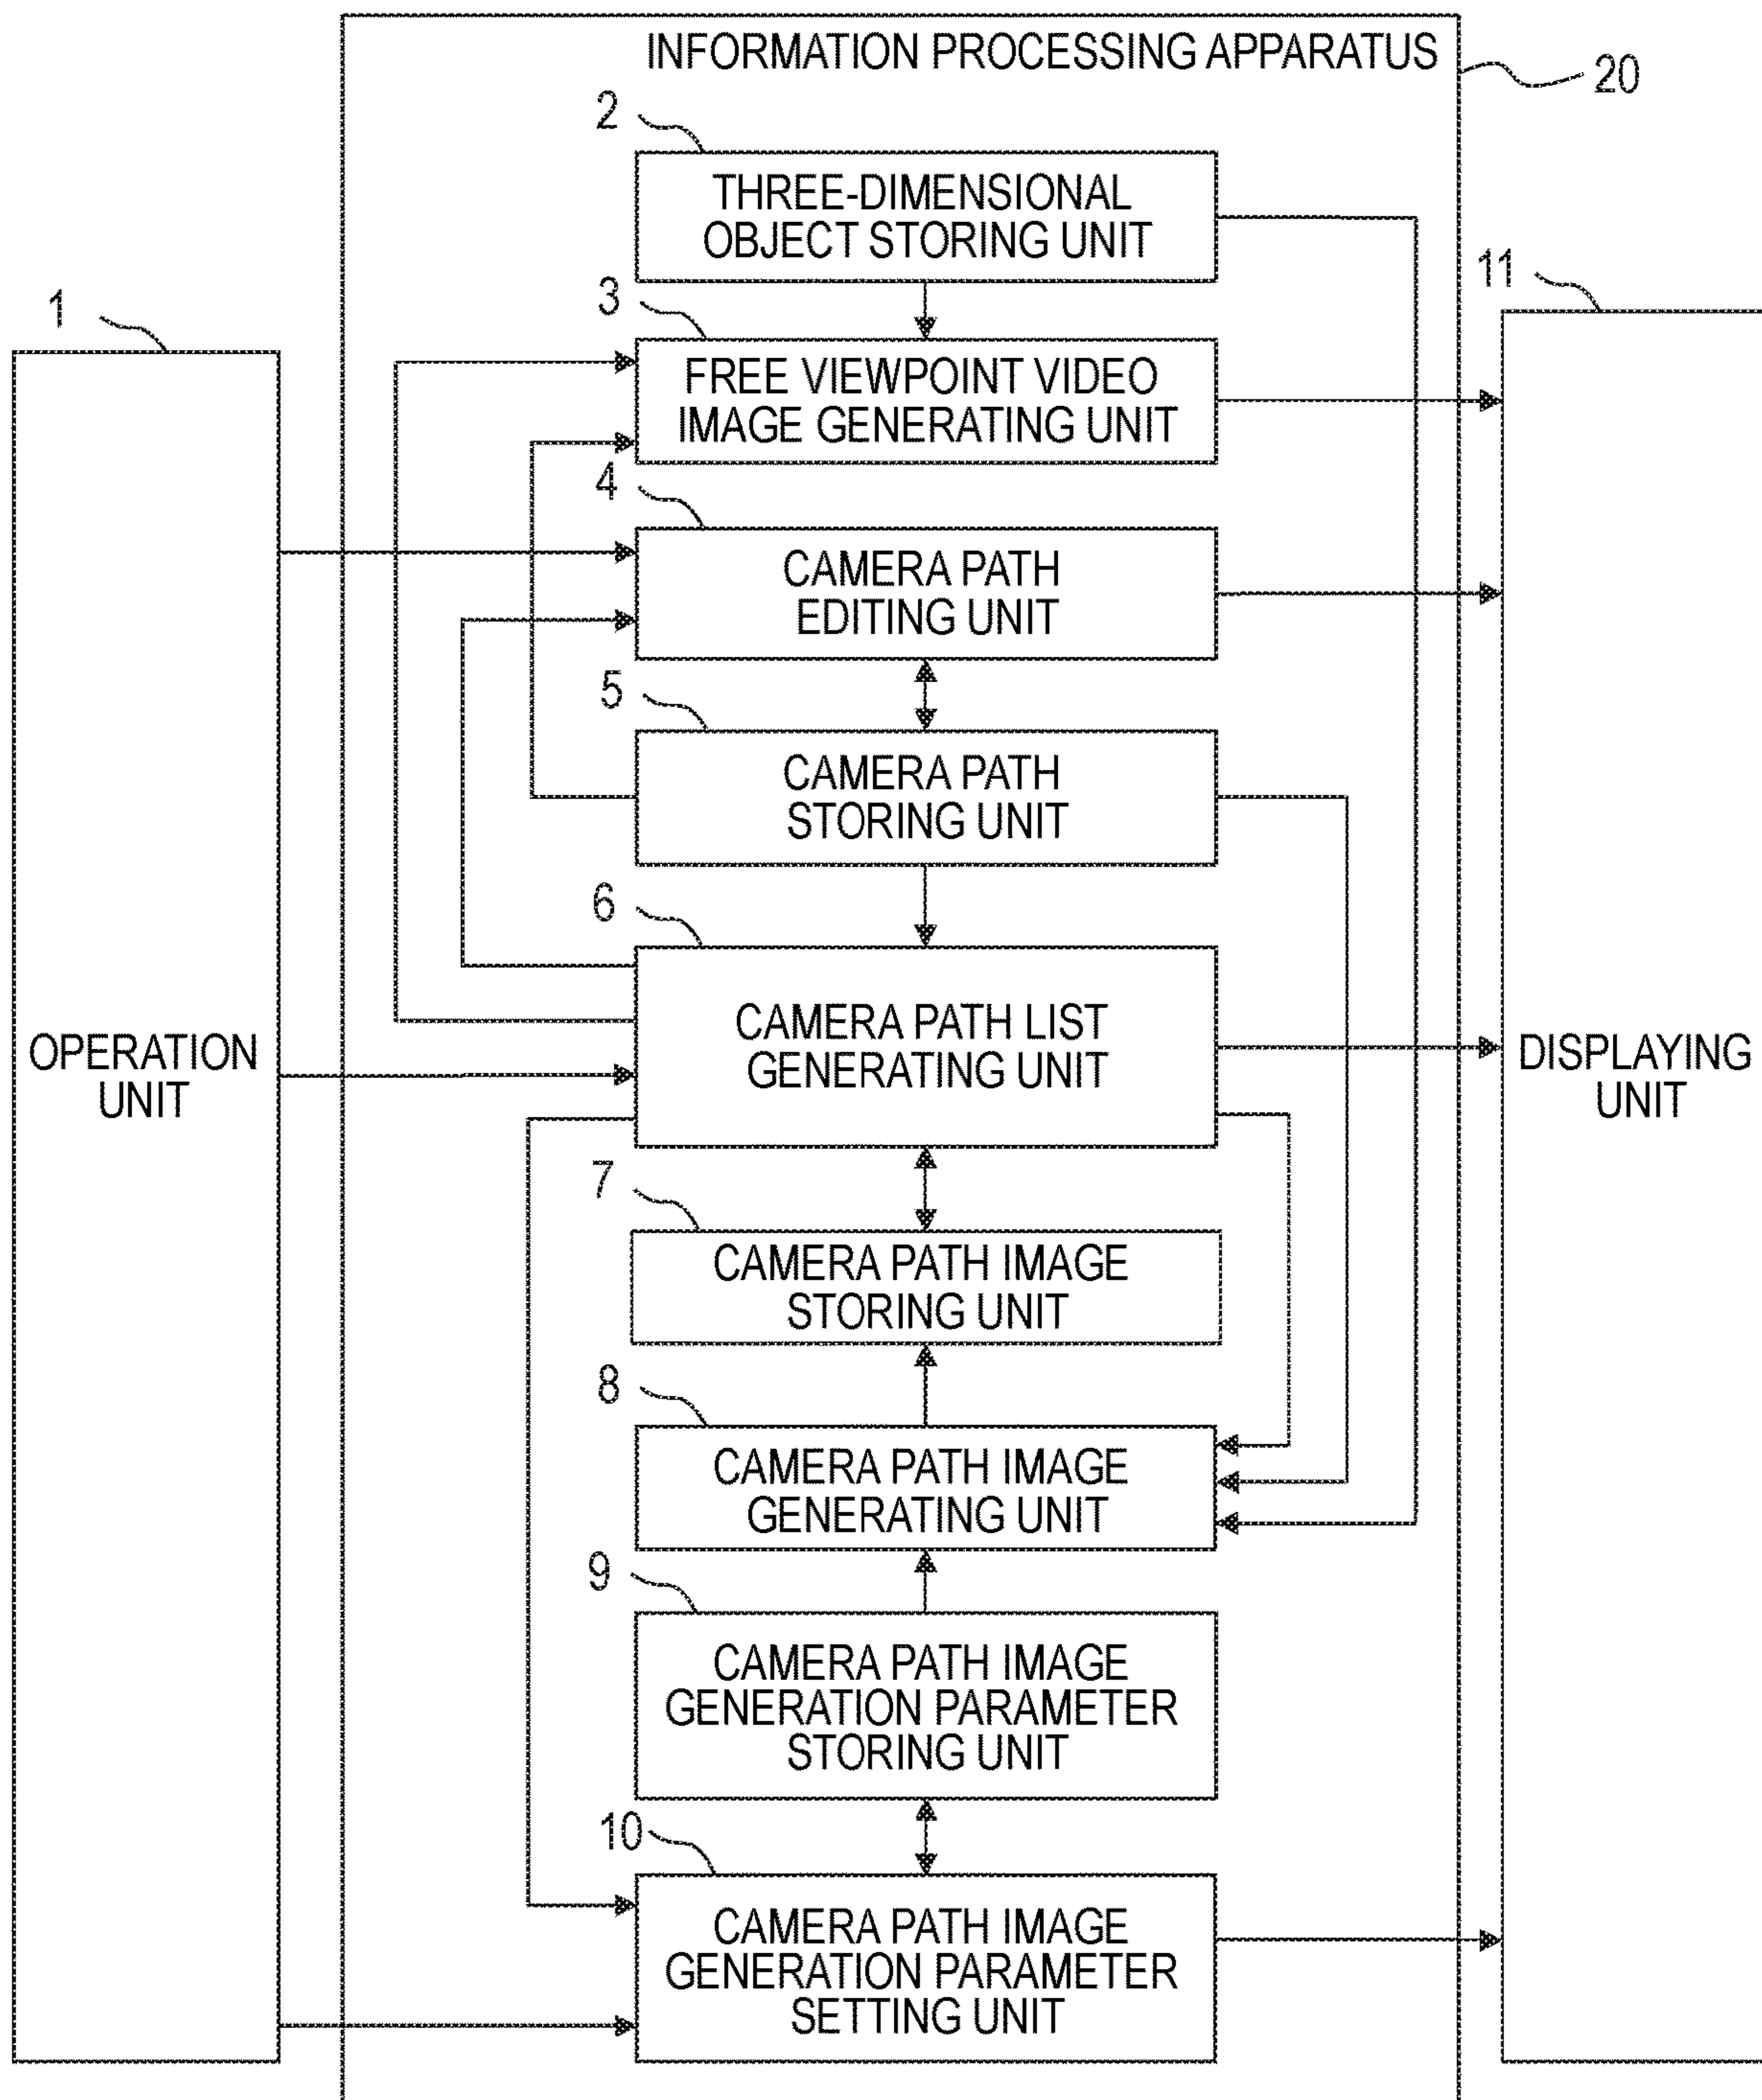 INFORMATION PROCESSING APPARATUS
20
2
THREE-DIMENSIONAL
OBJECT STORING UNIT
11
1
3
FREE VIEWPOINT VIDEO
IMAGE GENERATING UNIT
4
CAMERA PATH
EDITING UNIT
5
CAMERA PATH
STORING UNIT
6
CAMERA PATH LIST
GENERATING UNIT
OPERATION
UNIT
DISPLAYING
UNIT
7
CAMERA PATH IMAGE
STORING UNIT
8
CAMERA PATH IMAGE
GENERATING UNIT
9
CAMERA PATH IMAGE
GENERATION PARAMETER
STORING UNIT
10
CAMERA PATH IMAGE
GENERATION PARAMETER
SETTING UNIT